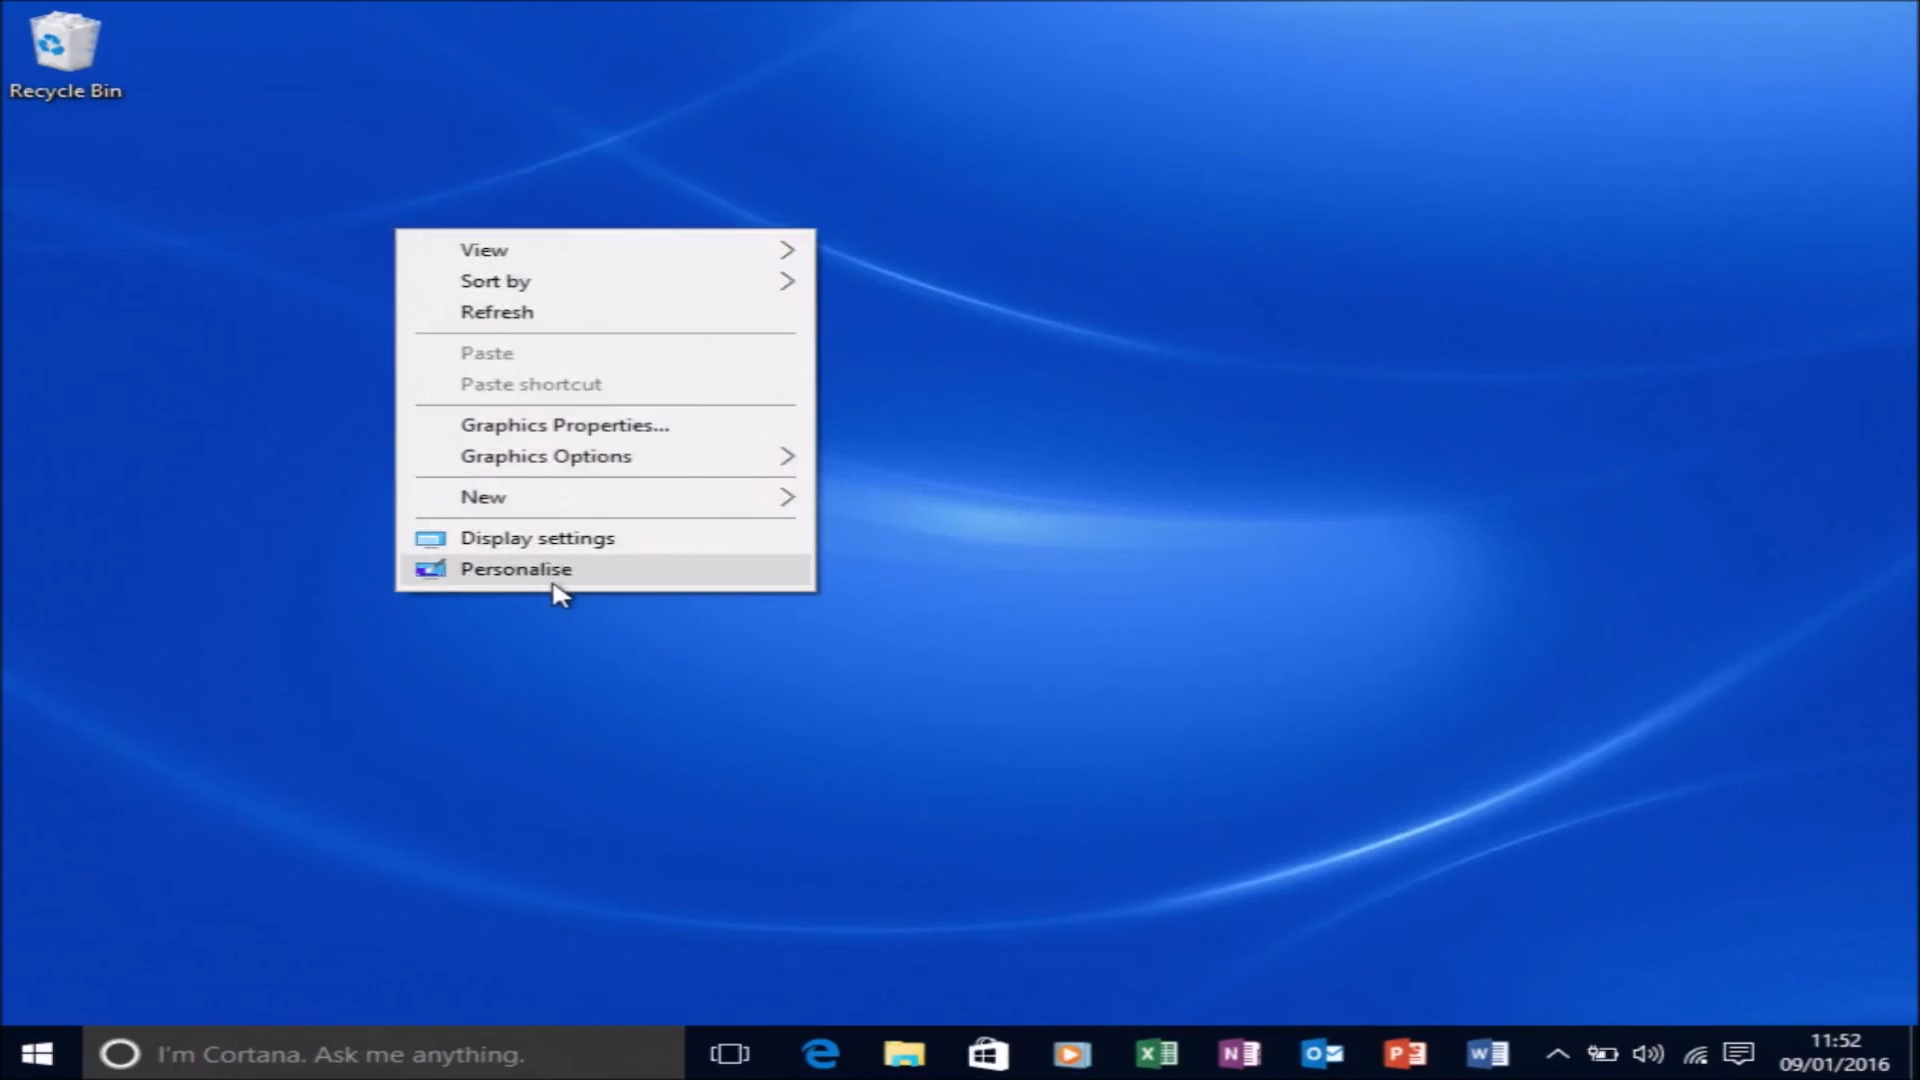 Recycle Bin
View
Sort by
Refresh
Paste
Paste shortcut
Graphics Properties...
Graphics Options
New
Display settings
Personalise
I'm Cortana. Ask me anything.
11:52
09/01/2016